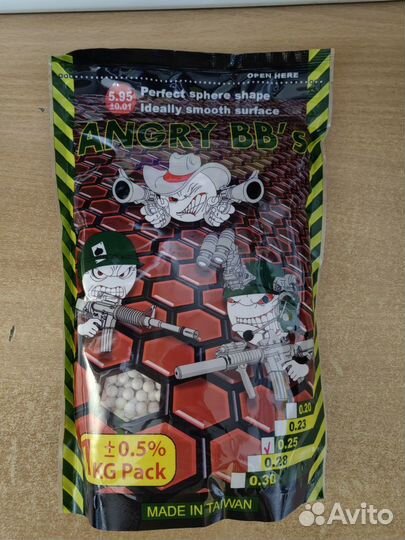 OPEN HERE
5.95
±0.01
Perfect sphere shape
Ideally smooth surface
ANGRY BB's
0.20
0.23
0.25
0.28
0.30
1 ±0.5%
KG Pack
MADE IN TAIWAN
Avito